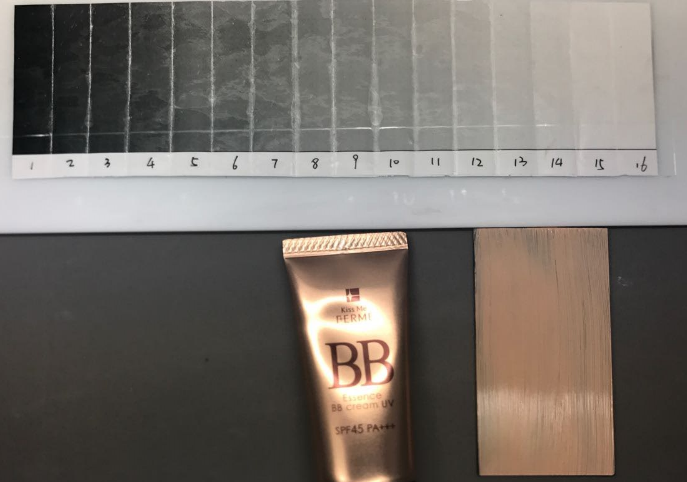 1 2 3 4 5 6 7 8 9 10 11 12 13 14 15 16
Kiss Me
FERME
BB
Essence
BB cream UV
SPF45 PA+++